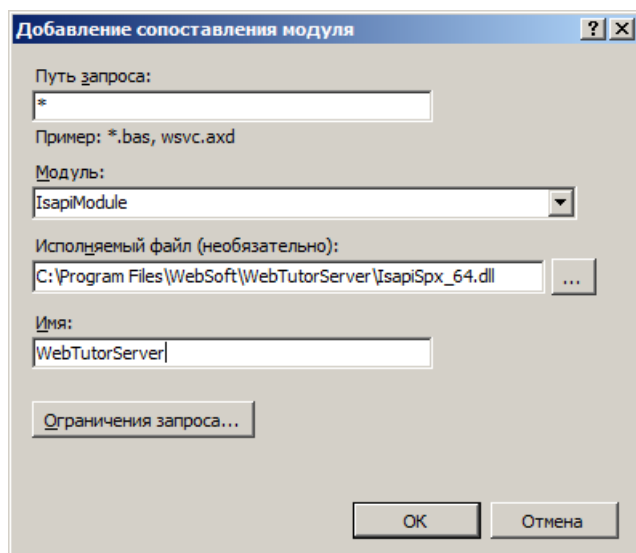 Добавление сопоставления модуля
Путь запроса:
*
Пример: *.bas, wsvc.axd
Модуль:
IsapiModule
Исполняемый файл (необязательно):
C:\Program Files\WebSoft\WebTutorServer\IsapiSpx_64.dll
...
Имя:
WebTutorServer
Ограничения запроса...
ОК
Отмена